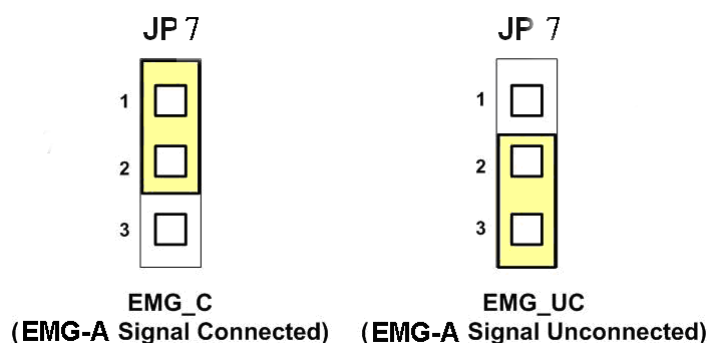 JP 7
1
2
3
EMG_C
(EMG-A Signal Connected)
JP 7
1
2
3
EMG_UC
(EMG-A Signal Unconnected)